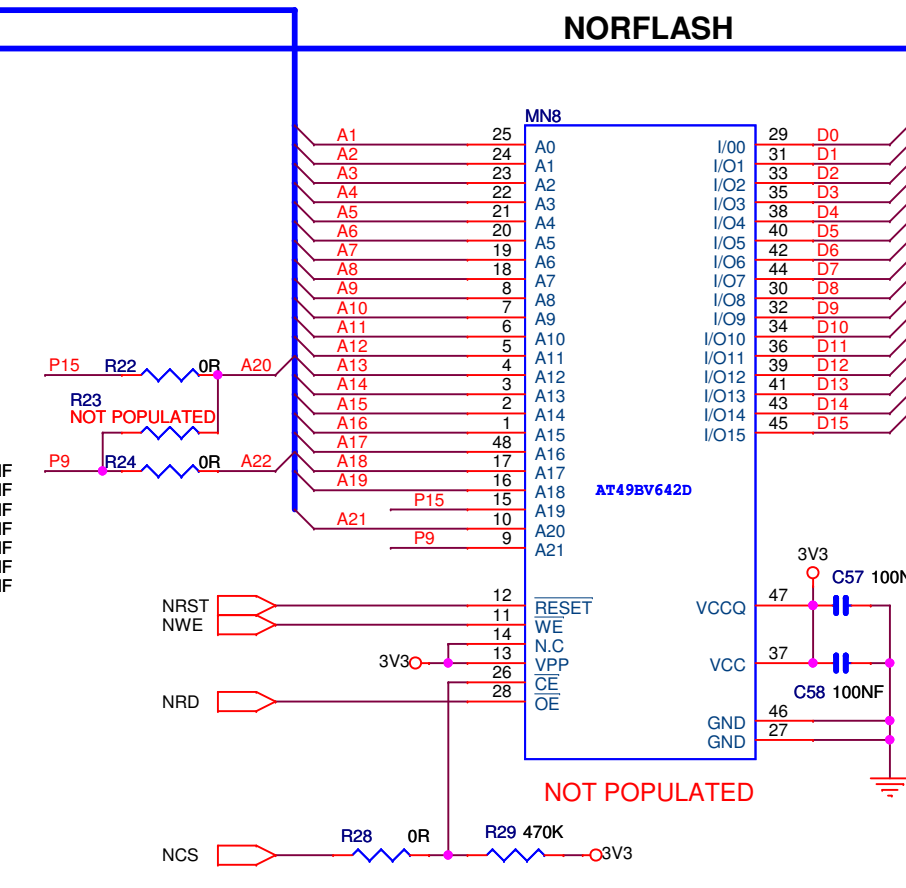 NORFLASH
MN8
A1 25 A0 I/00 29 D0
A2 24 A1 I/O1 31 D1
A3 23 A2 I/O2 33 D2
A4 22 A3 I/O3 35 D3
A5 21 A4 I/O4 38 D4
A6 20 A5 I/O5 40 D5
A7 19 A6 I/O6 42 D6
A8 18 A7 I/O7 44 D7
A9 8 A8 I/O8 30 D8
A10 7 A9 I/O9 32 D9
A11 6 A10 I/O10 34 D10
A12 5 A11 I/O11 36 D11
P15 R22 0R A20 A13 4 A12 I/O12 39 D12
A14 3 A13 I/O13 41 D13
R23
NOT POPULATED
A15 2 A14 I/O14 43 D14
A16 1 A15 I/O15 45 D15
A17 48 A16
P9 R24 0R A22 A18 17 A17
A19 16 A18
AT49BV642D
P15 15 A19
A21 10 A20
P9 9 A21
3V3
C57 100N
NRST 12 RESET VCCQ 47
NWE 11 WE
14 N.C
3V3 13 VPP VCC 37
26 CE
C58 100NF
NRD 28 OE
GND 46
GND 27
NOT POPULATED
R28 0R R29 470K
NCS 3V3